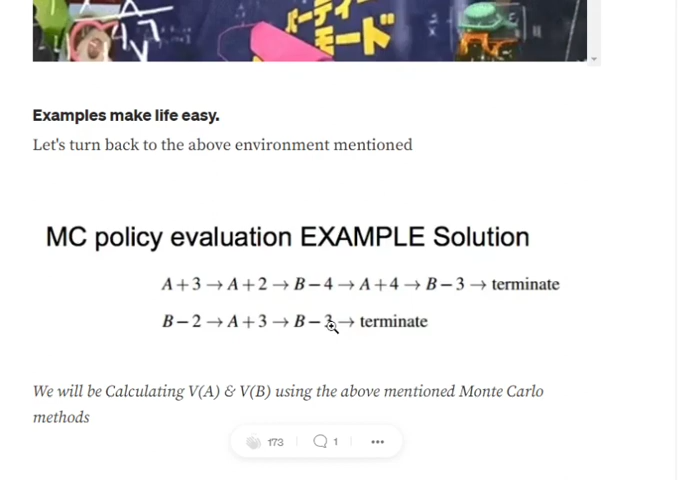 パーティー
モード
Examples make life easy.
Let's turn back to the above environment mentioned
MC policy evaluation EXAMPLE Solution
A+3 → A+2 → B−4 → A+4 → B−3 → terminate
B−2 → A+3 → B−3 → terminate
We will be Calculating V(A) & V(B) using the above mentioned Monte Carlo
methods
173
1